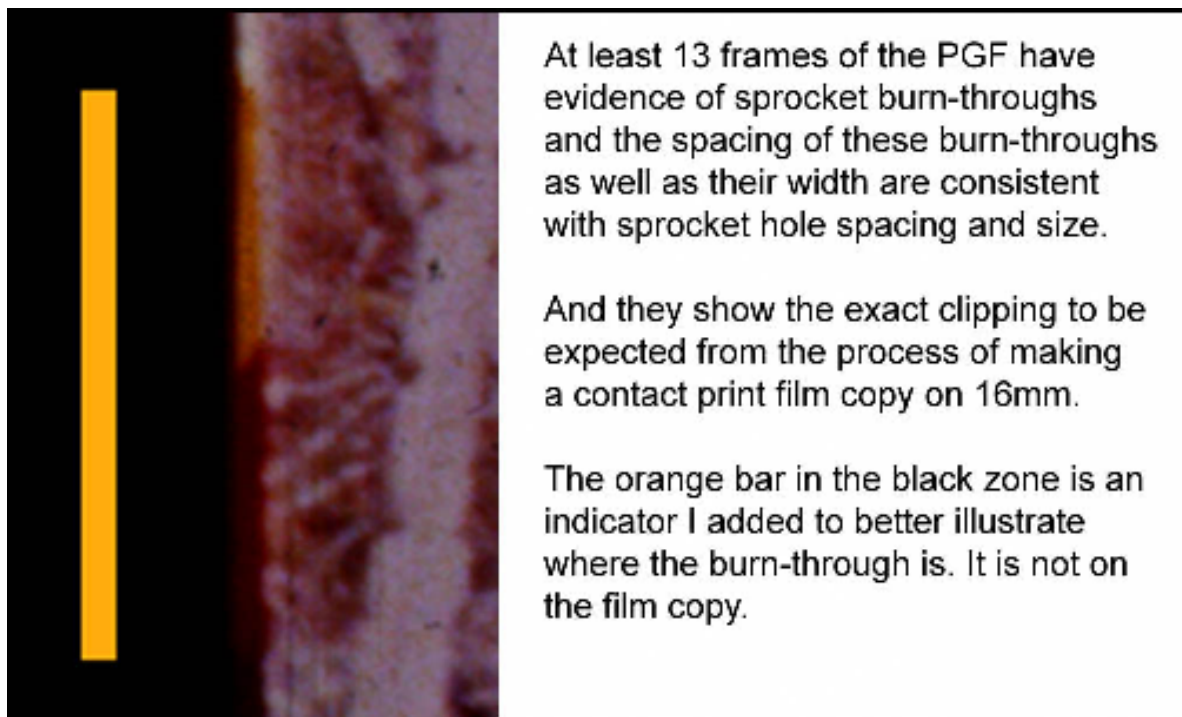 At least 13 frames of the PGF have
evidence of sprocket burn-throughs
and the spacing of these burn-throughs
as well as their width are consistent
with sprocket hole spacing and size.
And they show the exact clipping to be
expected from the process of making
a contact print film copy on 16mm.
The orange bar in the black zone is an
indicator I added to better illustrate
where the burn-through is. It is not on
the film copy.